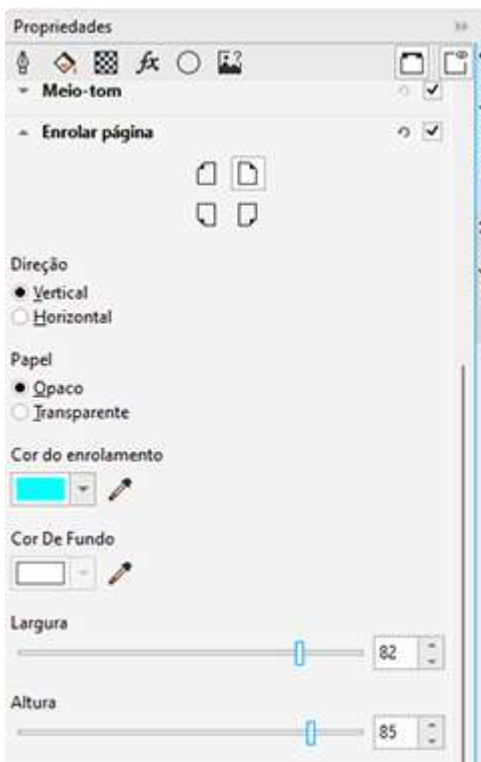 Propriedades
fx
Meio-tom
Enrolar página
Direção
Vertical
Horizontal
Papel
Opaco
Transparente
Cor do enrolamento
Cor De Fundo
Largura
82
Altura
85